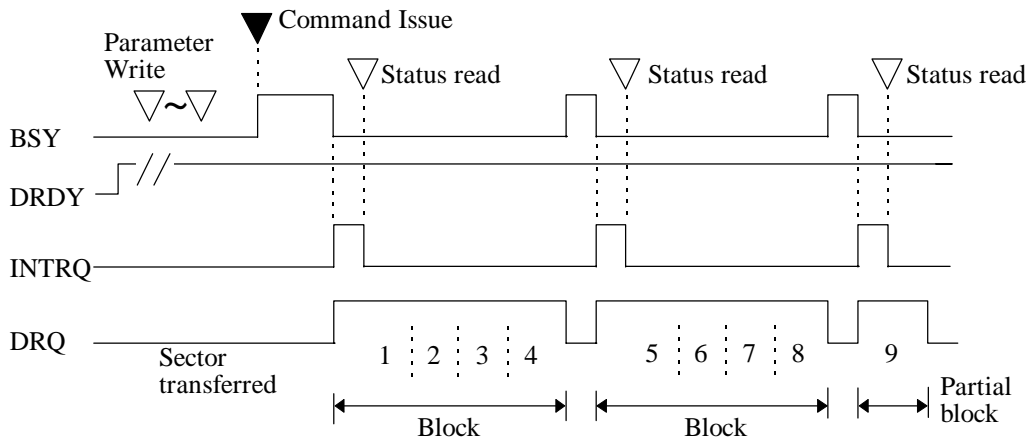 Command Issue
Parameter
Write
Status read
Status read
Status read
~
BSY
DRDY
INTRQ
DRQ
1 2 3 4 5 6 7 8 9
Sector
transferred
Block
Block
Partial
block